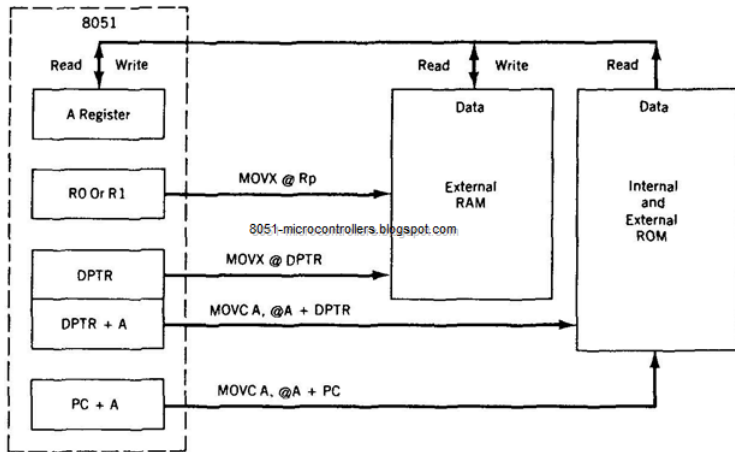 8051
Read Write
A Register
R0 Or R1
DPTR
DPTR + A
PC + A
MOVX @ Rp
8051-microcontrollers.blogspot.com
MOVX @ DPTR
MOVC A, @A + DPTR
MOVC A, @A + PC
Read Write
Data
External
RAM
Read
Data
Internal
and
External
ROM